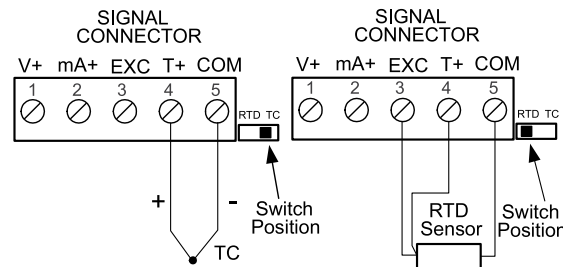 SIGNAL
CONNECTOR
V+ mA+ EXC T+ COM
1 2 3 4 5
RTD TC
+ -
Switch
Position
TC
SIGNAL
CONNECTOR
V+ mA+ EXC T+ COM
1 2 3 4 5
RTD TC
RTD
Sensor
Switch
Position